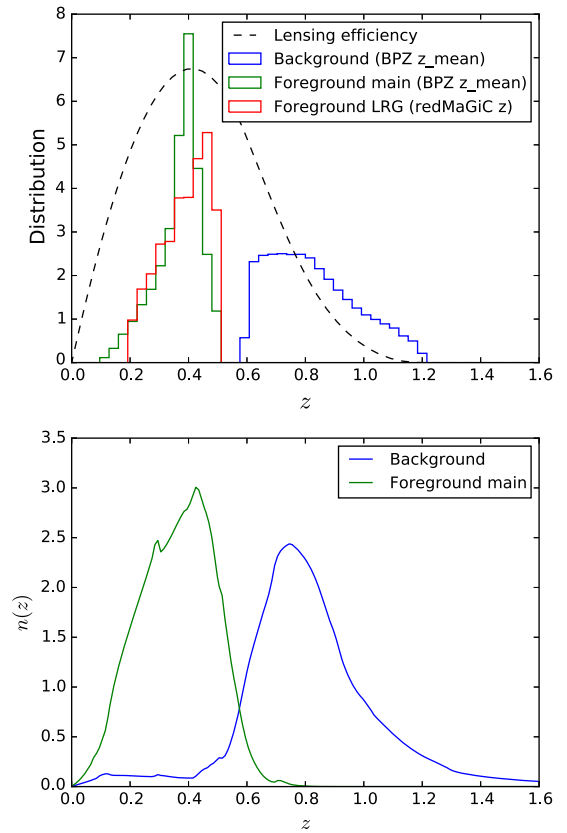 8
7
6
5
4
3
2
1
0
Distribution
Lensing efficiency
Background (BPZ z_mean)
Foreground main (BPZ z_mean)
Foreground LRG (redMaGiC z)
0.0 0.2 0.4 0.6 0.8 1.0 1.2 1.4 1.6
z
3.5
3.0
2.5
2.0
1.5
1.0
0.5
0.0
n(z)
Background
Foreground main
0.0 0.2 0.4 0.6 0.8 1.0 1.2 1.4 1.6
z